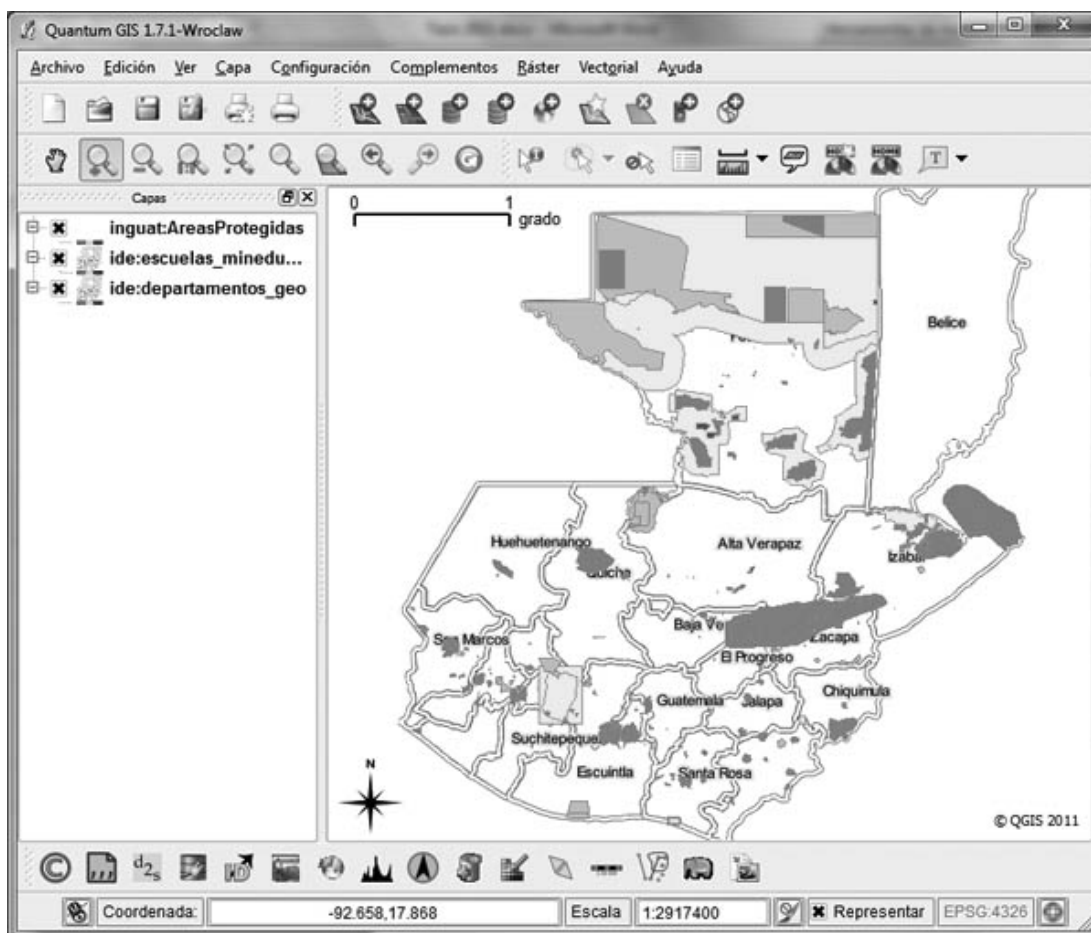 Quantum GIS 1.7.1-Wroclaw
Archivo Edición Ver Capa Configuración Complementos Ráster Vectorial Ayuda
Capas
inguat:AreasProtegidas
ide:escuelas_minedu...
ide:departamentos_geo
0 1
grado
Belice
Huehuetenango
Alta Verapaz
Izabal
Quiche
Baja Ve
San Marcos
Zacapa
El Progreso
Chiquimula
Guatemala
Jalapa
Suchitepeque
Escuintla
Santa Rosa
N
© QGIS 2011
Coordenada: -92.658,17.868 Escala 1:2917400 Representar EPSG:4326